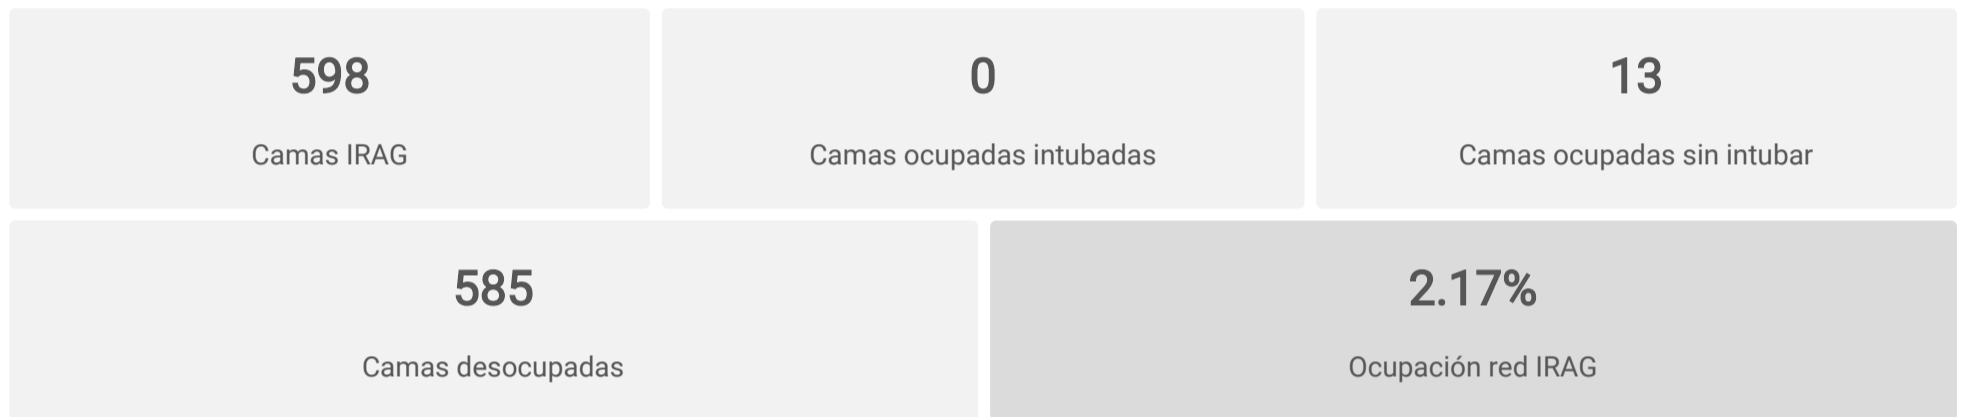 598
Camas IRAG
0
Camas ocupadas intubadas
13
Camas ocupadas sin intubar
585
Camas desocupadas
2.17%
Ocupación red IRAG